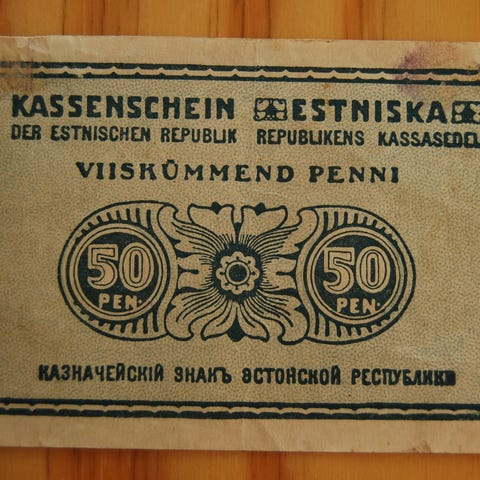 KASSENSCHEIN ESTNISKA
DER ESTNISCHEN REPUBLIK REPUBLIKENS KASSASEDEL
VIISKÜMMEND PENNI
50 PEN. 50 PEN.
КАЗНАЧЕЙСКІЙ ЗНАКЪ ЭСТОНСКОЙ РЕСПУБЛИКИ